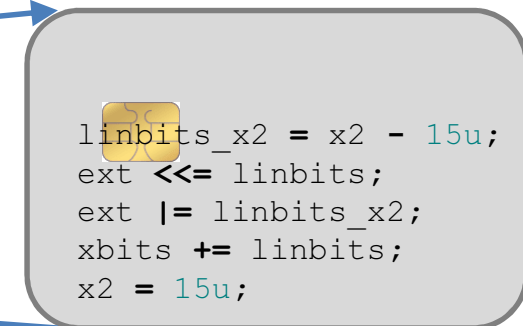 linbits_x2 = x2 - 15u;
ext <<= linbits;
ext |= linbits_x2;
xbits += linbits;
x2 = 15u;